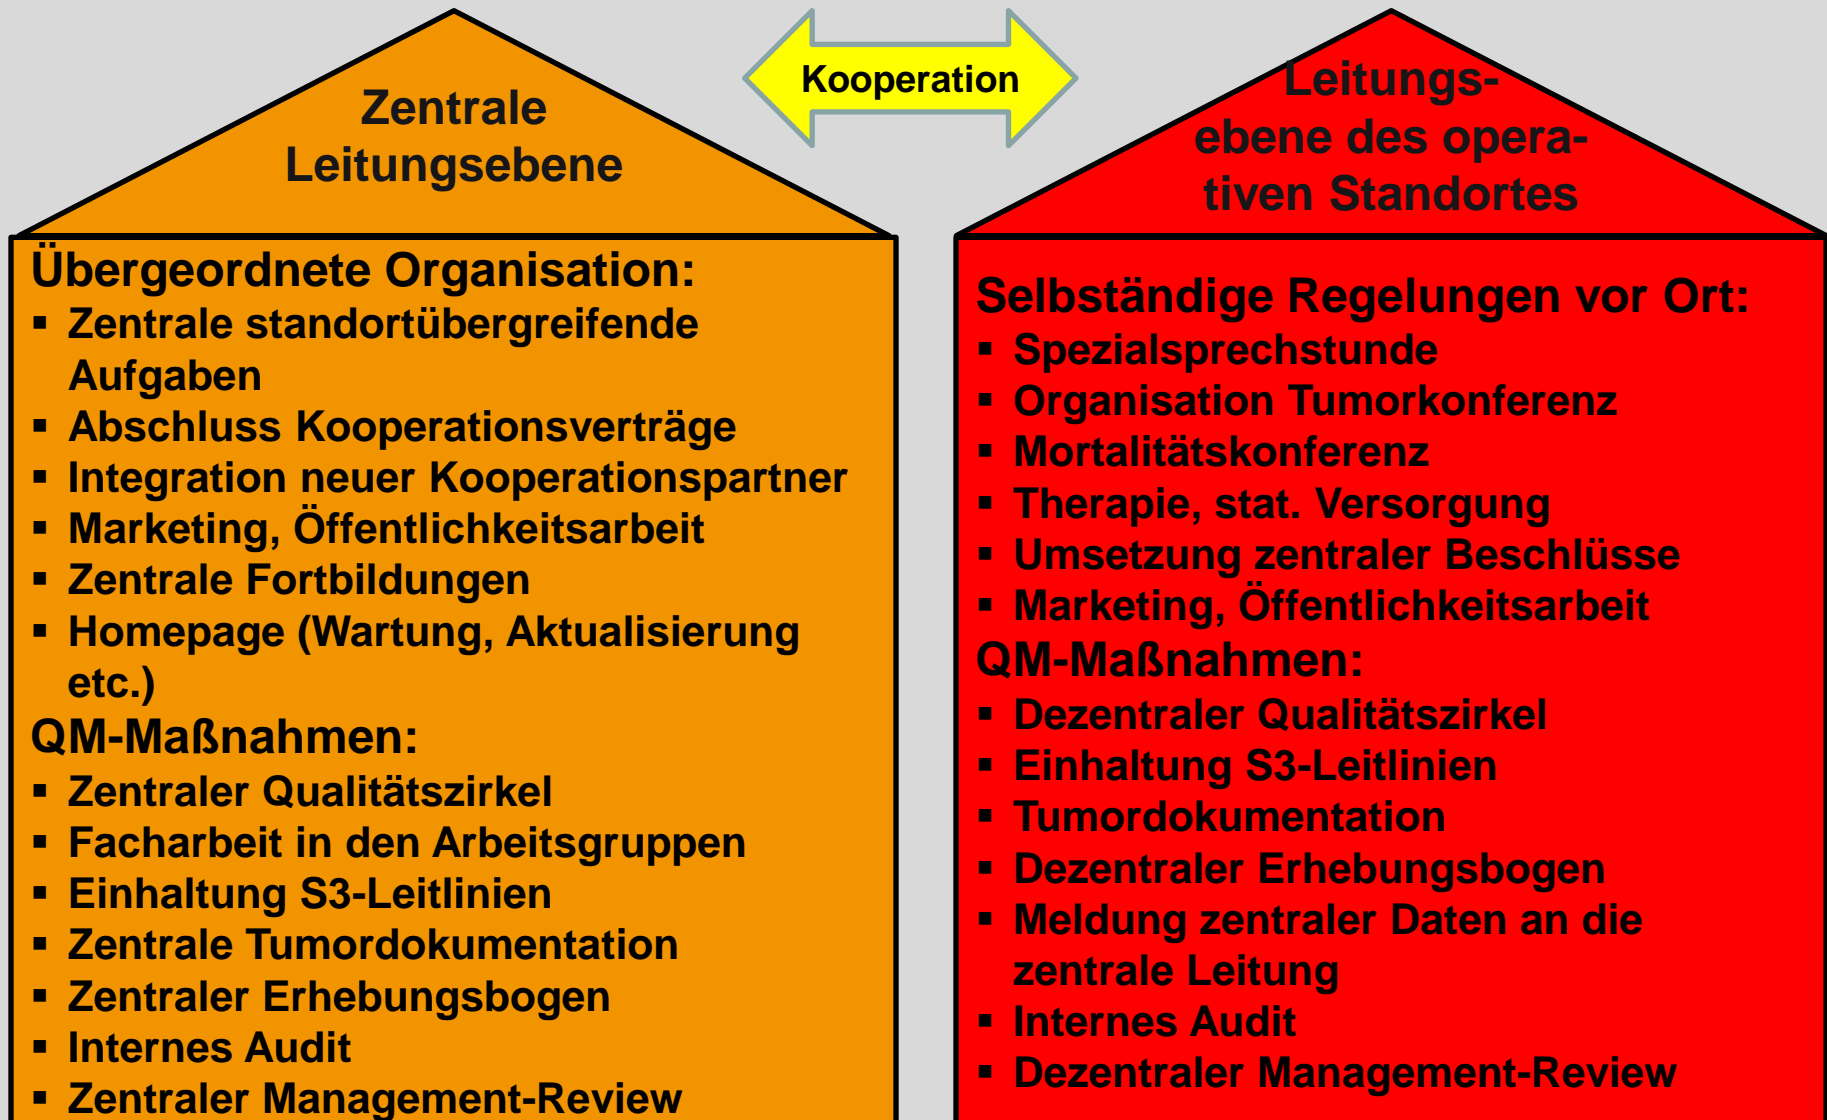 Zentrale
Leitungsebene
Kooperation
Leitungs-
ebene des opera-
tiven Standortes
Übergeordnete Organisation:
▪ Zentrale standortübergreifende
Aufgaben
▪ Abschluss Kooperationsverträge
▪ Integration neuer Kooperationspartner
▪ Marketing, Öffentlichkeitsarbeit
▪ Zentrale Fortbildungen
▪ Homepage (Wartung, Aktualisierung
etc.)
QM-Maßnahmen:
▪ Zentraler Qualitätszirkel
▪ Facharbeit in den Arbeitsgruppen
▪ Einhaltung S3-Leitlinien
▪ Zentrale Tumordokumentation
▪ Zentraler Erhebungsbogen
▪ Internes Audit
▪ Zentraler Management-Review
Selbständige Regelungen vor Ort:
▪ Spezialsprechstunde
▪ Organisation Tumorkonferenz
▪ Mortalitätskonferenz
▪ Therapie, stat. Versorgung
▪ Umsetzung zentraler Beschlüsse
▪ Marketing, Öffentlichkeitsarbeit
QM-Maßnahmen:
▪ Dezentraler Qualitätszirkel
▪ Einhaltung S3-Leitlinien
▪ Tumordokumentation
▪ Dezentraler Erhebungsbogen
▪ Meldung zentraler Daten an die
zentrale Leitung
▪ Internes Audit
▪ Dezentraler Management-Review